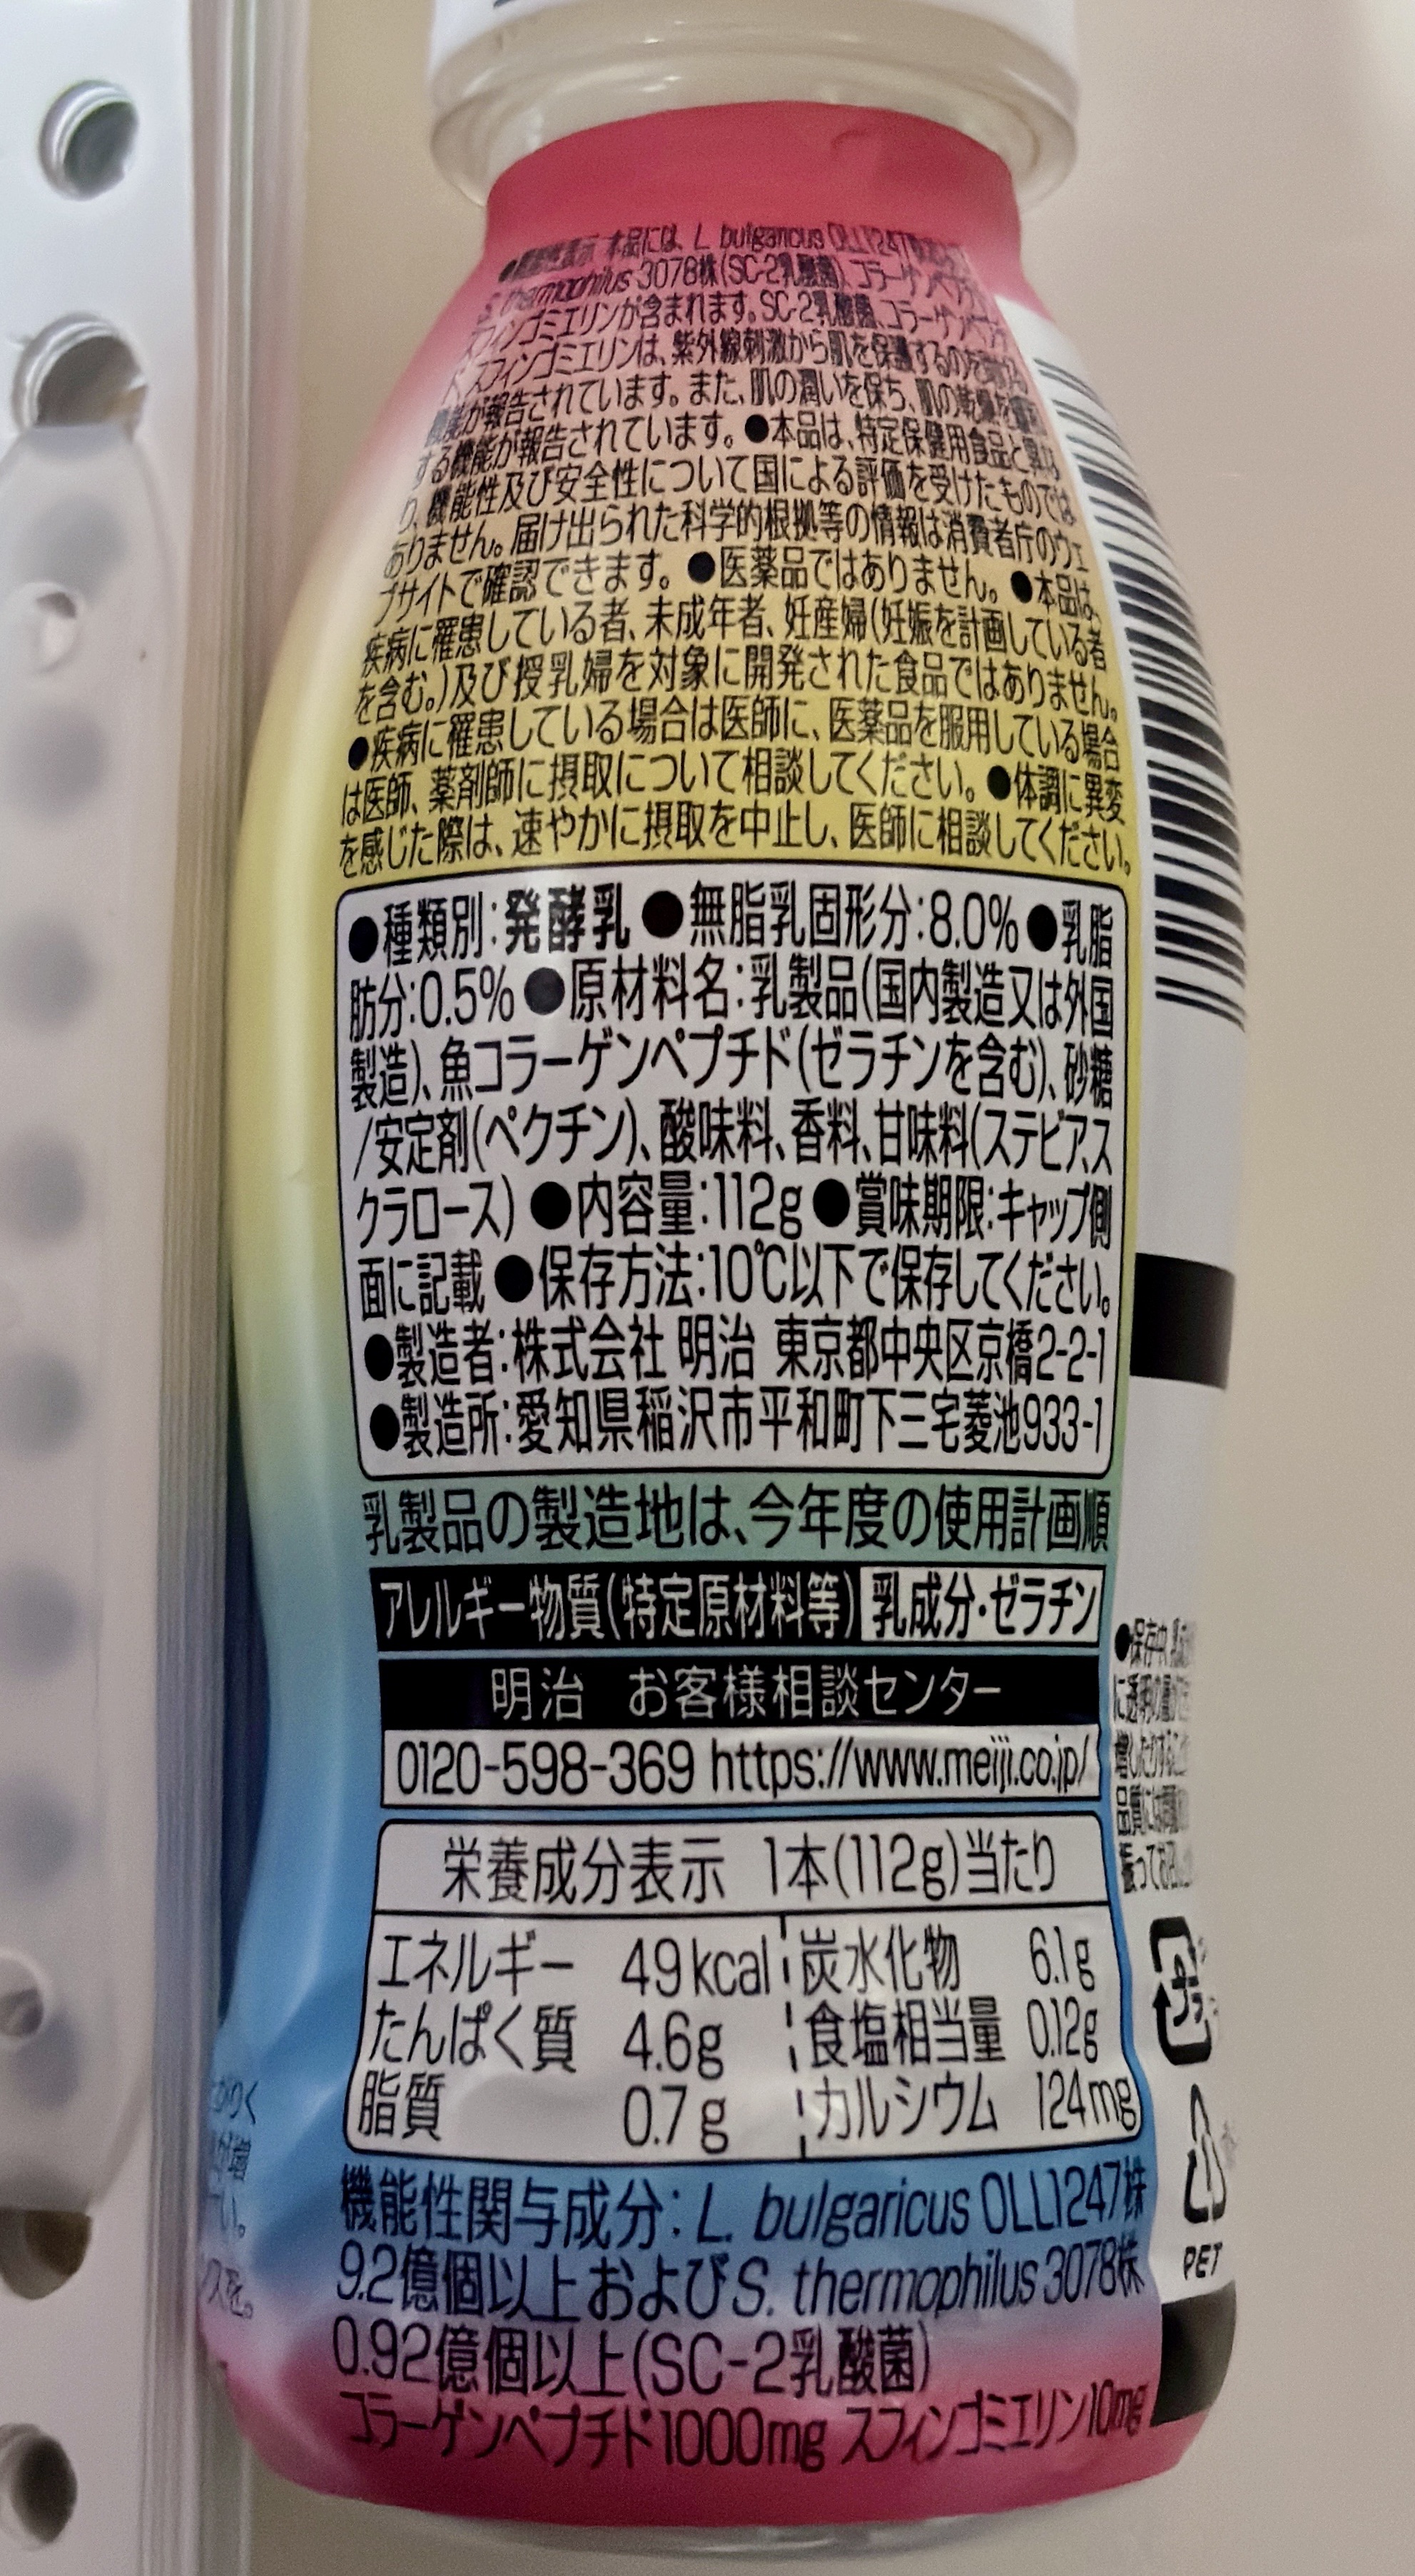 ●機能性表示 本品には、L. bulgaricus OLL1247株
S. thermophilus 3078株(SC-2乳酸菌)、コラーゲンペプチ
スフィンゴミエリンが含まれます。SC-2乳酸菌、コラーゲンペプチ
ド、スフィンゴミエリンは、紫外線刺激から肌を保護するのを助ける
機能が報告されています。また、肌の潤いを保ち、肌の乾燥を緩和
する機能が報告されています。●本品は、特定保健用食品と異な
り、機能性及び安全性について国による評価を受けたものでは
ありません。届け出られた科学的根拠等の情報は消費者庁のウェ
ブサイトで確認できます。●医薬品ではありません。●本品は、
疾病に罹患している者、未成年者、妊産婦(妊娠を計画している者
を含む。)及び授乳婦を対象に開発された食品ではありません。
●疾病に罹患している場合は医師に、医薬品を服用している場合
は医師、薬剤師に摂取について相談してください。●体調に異変
を感じた際は、速やかに摂取を中止し、医師に相談してください。
●種類別:発酵乳 ●無脂乳固形分:8.0% ●乳脂
肪分:0.5% ●原材料名:乳製品(国内製造又は外国
製造)、魚コラーゲンペプチド(ゼラチンを含む)、砂糖
/安定剤(ペクチン)、酸味料、香料、甘味料(ステビア、ス
クラロース) ●内容量:112g ●賞味期限:キャップ側
面に記載 ●保存方法:10℃以下で保存してください。
●製造者:株式会社 明治 東京都中央区京橋2-2-1
●製造所:愛知県稲沢市平和町下三宅菱池933-1
乳製品の製造地は、今年度の使用計画順
アレルギー物質(特定原材料等) 乳成分・ゼラチン
明治 お客様相談センター
0120-598-369 https://www.meiji.co.jp/
栄養成分表示 1本(112g)当たり
エネルギー 49kcal 炭水化物 6.1g
たんぱく質 4.6g 食塩相当量 0.12g
脂質 0.7g カルシウム 124mg
機能性関与成分:L. bulgaricus OLL1247株
9.2億個以上およびS. thermophilus 3078株
0.92億個以上(SC-2乳酸菌)
コラーゲンペプチド1000mg スフィンゴミエリン10mg
●保存中、
に透明の
品質には
振ってお
プラ
PET